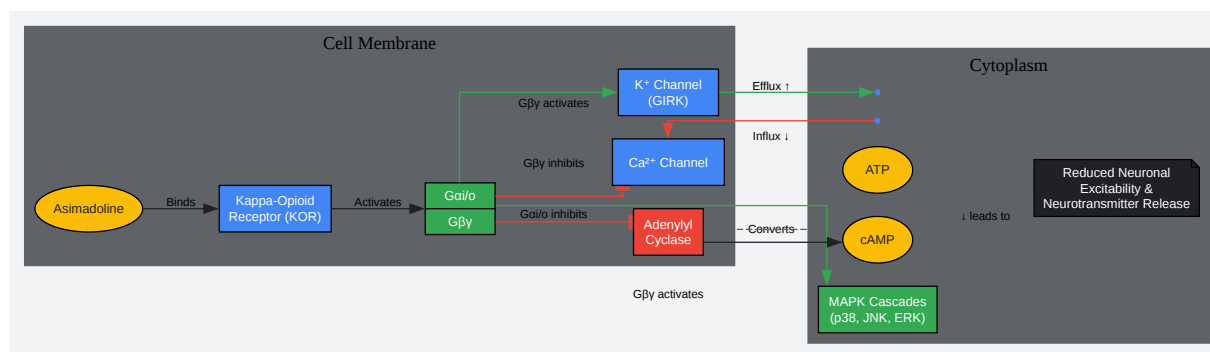 Cell Membrane
Cytoplasm
K⁺ Channel
(GIRK)
Efflux ↑
Gβγ activates
Influx ↓
Ca²⁺ Channel
Gβγ inhibits
ATP
Reduced Neuronal
Excitability &
Neurotransmitter Release
Asimadoline
Binds
Kappa-Opioid
Receptor (KOR)
Activates
Gαi/o
Gβγ
Gαi/o inhibits
Adenylyl
Cyclase
Converts
cAMP
↓ leads to
Gβγ activates
MAPK Cascades
(p38, JNK, ERK)